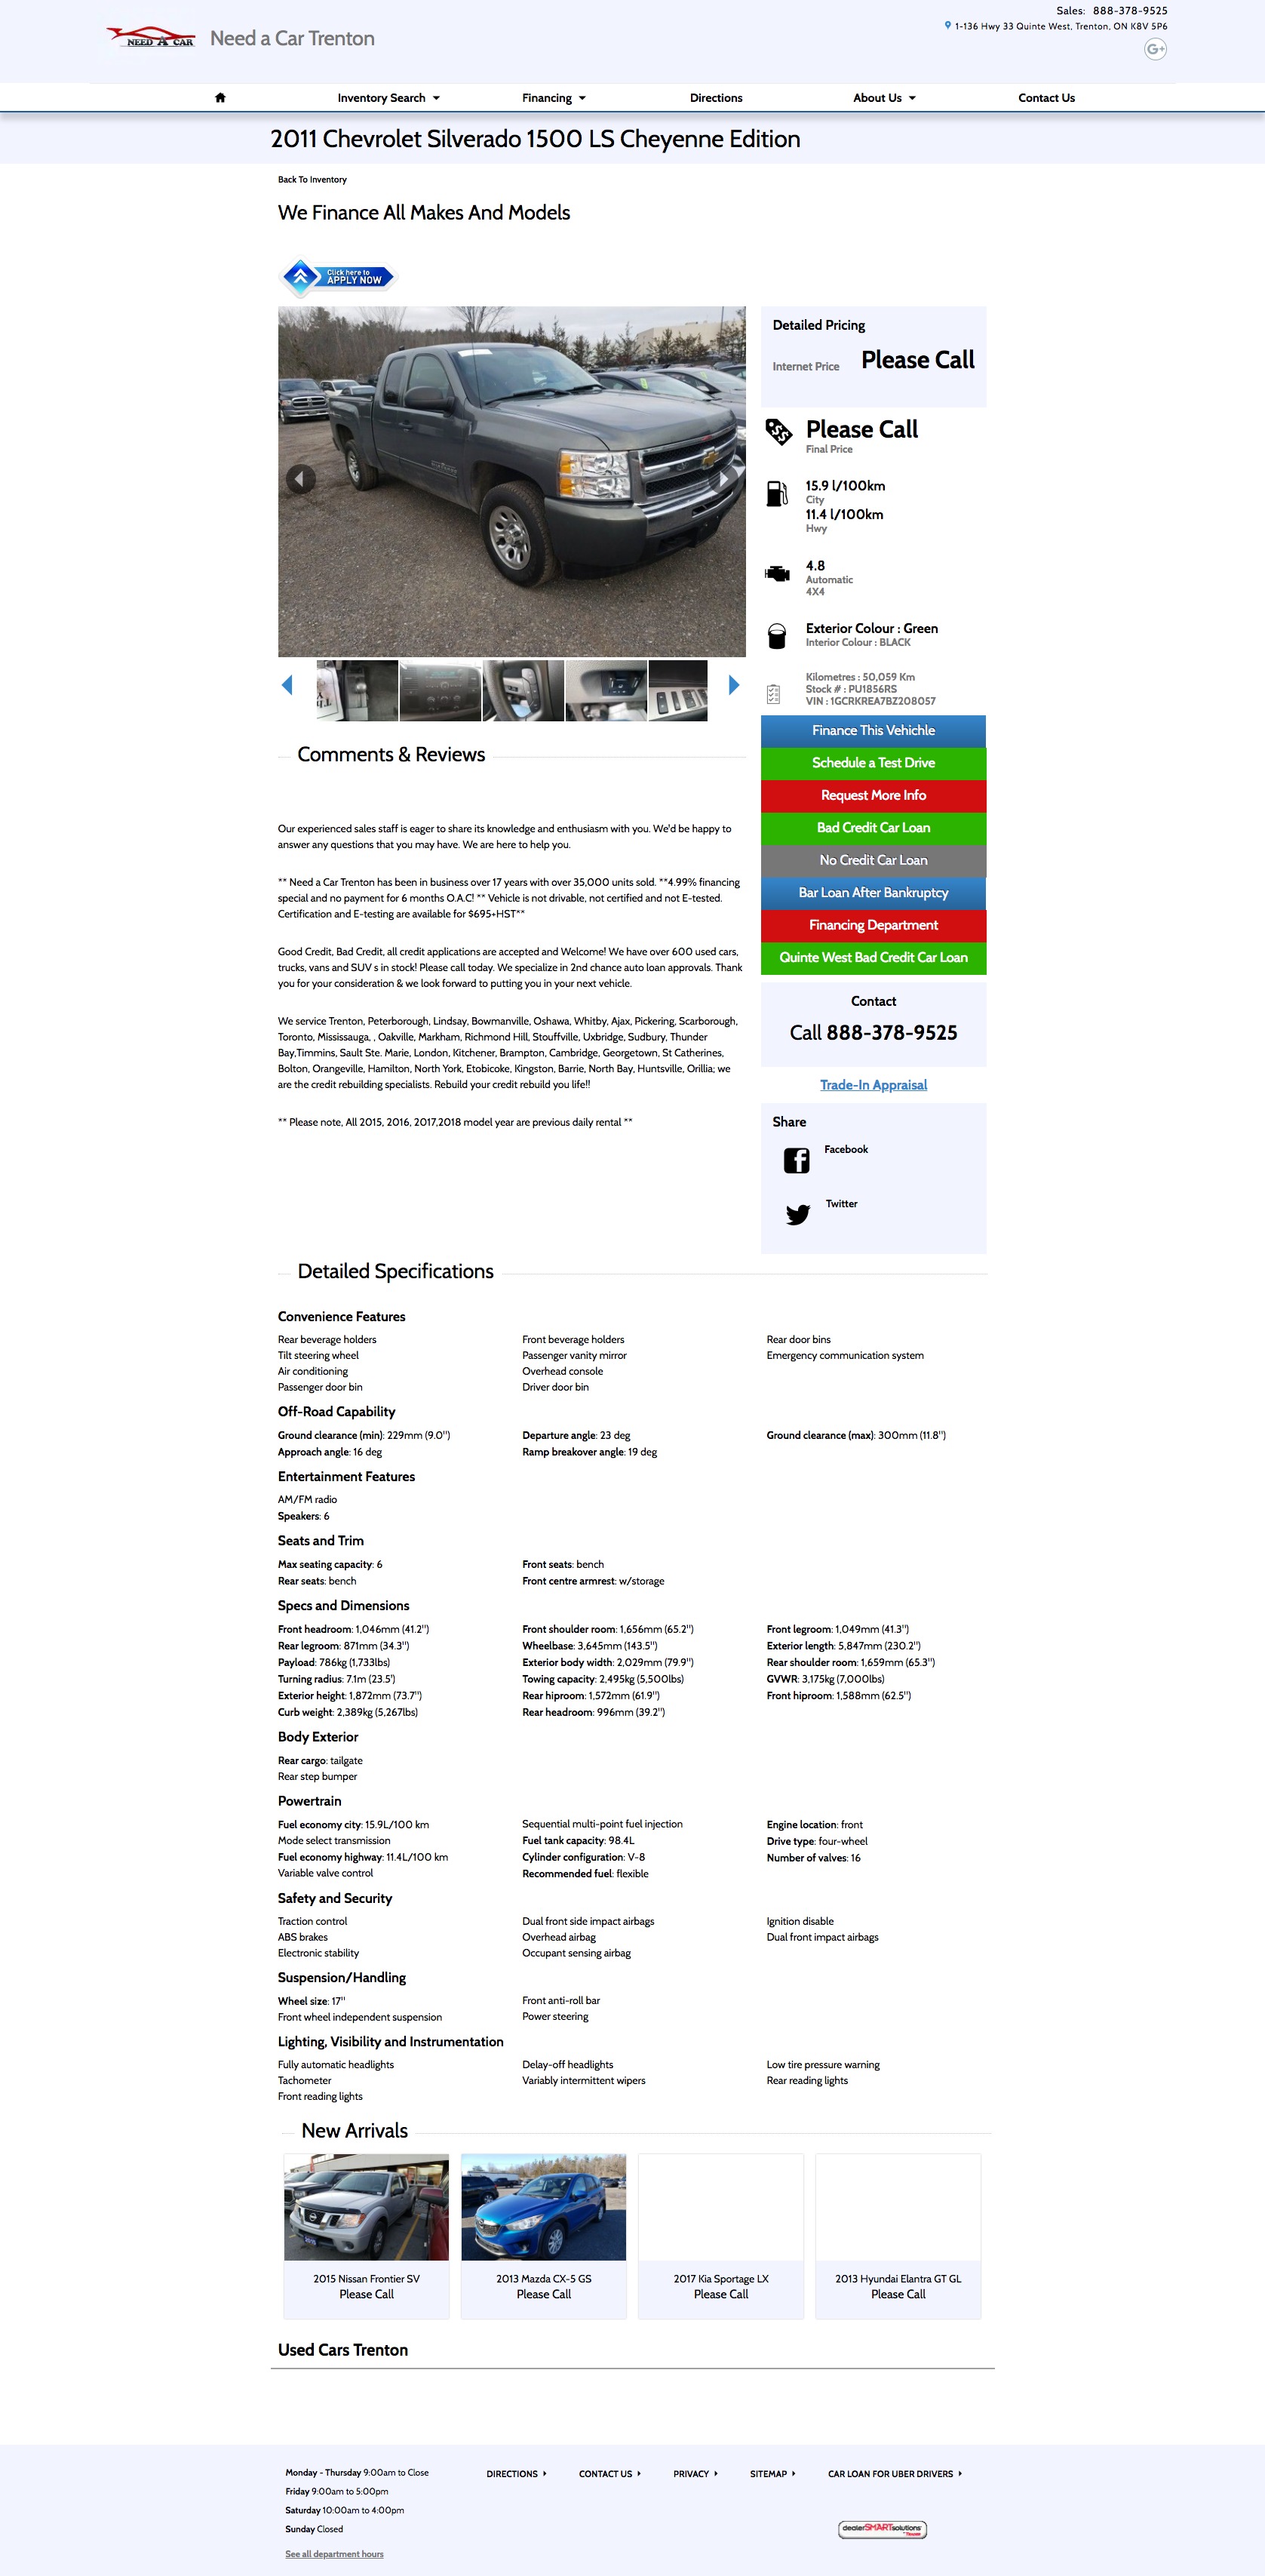 Sales: 888-378-9525
1-136 Hwy 33 Quinte West, Trenton, ON K8V 5P6
NEED A CAR
Need a Car Trenton
G+
Inventory Search
Financing
Directions
About Us
Contact Us
2011 Chevrolet Silverado 1500 LS Cheyenne Edition
Back To Inventory
We Finance All Makes And Models
Click here to
APPLY NOW
Detailed Pricing
Internet Price Please Call
Please Call
Final Price
15.9 l/100km
City
11.4 l/100km
Hwy
4.8
Automatic
4X4
Exterior Colour : Green
Interior Colour : BLACK
Kilometres : 50,059 Km
Stock # : PU1856RS
VIN : 1GCRKREA7BZ208057
Finance This Vehichle
Schedule a Test Drive
Request More Info
Bad Credit Car Loan
No Credit Car Loan
Bar Loan After Bankruptcy
Financing Department
Quinte West Bad Credit Car Loan
Contact
Call 888-378-9525
Trade-In Appraisal
Share
Facebook
Twitter
Comments & Reviews
Our experienced sales staff is eager to share its knowledge and enthusiasm with you. We'd be happy to
answer any questions that you may have. We are here to help you.
** Need a Car Trenton has been in business over 17 years with over 35,000 units sold. **4.99% financing
special and no payment for 6 months O.A.C! ** Vehicle is not drivable, not certified and not E-tested.
Certification and E-testing are available for $695+HST**
Good Credit, Bad Credit, all credit applications are accepted and Welcome! We have over 600 used cars,
trucks, vans and SUV s in stock! Please call today. We specialize in 2nd chance auto loan approvals. Thank
you for your consideration & we look forward to putting you in your next vehicle.
We service Trenton, Peterborough, Lindsay, Bowmanville, Oshawa, Whitby, Ajax, Pickering, Scarborough,
Toronto, Mississauga, , Oakville, Markham, Richmond Hill, Stouffville, Uxbridge, Sudbury, Thunder
Bay,Timmins, Sault Ste. Marie, London, Kitchener, Brampton, Cambridge, Georgetown, St Catherines,
Bolton, Orangeville, Hamilton, North York, Etobicoke, Kingston, Barrie, North Bay, Huntsville, Orillia; we
are the credit rebuilding specialists. Rebuild your credit rebuild you life!!
** Please note, All 2015, 2016, 2017,2018 model year are previous daily rental **
Detailed Specifications
Convenience Features
Rear beverage holders Front beverage holders Rear door bins
Tilt steering wheel Passenger vanity mirror Emergency communication system
Air conditioning Overhead console
Passenger door bin Driver door bin
Off-Road Capability
Ground clearance (min): 229mm (9.0") Departure angle: 23 deg Ground clearance (max): 300mm (11.8")
Approach angle: 16 deg Ramp breakover angle: 19 deg
Entertainment Features
AM/FM radio
Speakers: 6
Seats and Trim
Max seating capacity: 6 Front seats: bench
Rear seats: bench Front centre armrest: w/storage
Specs and Dimensions
Front headroom: 1,046mm (41.2") Front shoulder room: 1,656mm (65.2") Front legroom: 1,049mm (41.3")
Rear legroom: 871mm (34.3") Wheelbase: 3,645mm (143.5") Exterior length: 5,847mm (230.2")
Payload: 786kg (1,733lbs) Exterior body width: 2,029mm (79.9") Rear shoulder room: 1,659mm (65.3")
Turning radius: 7.1m (23.5') Towing capacity: 2,495kg (5,500lbs) GVWR: 3,175kg (7,000lbs)
Exterior height: 1,872mm (73.7") Rear hiproom: 1,572mm (61.9") Front hiproom: 1,588mm (62.5")
Curb weight: 2,389kg (5,267lbs) Rear headroom: 996mm (39.2")
Body Exterior
Rear cargo: tailgate
Rear step bumper
Powertrain
Fuel economy city: 15.9L/100 km Sequential multi-point fuel injection Engine location: front
Mode select transmission Fuel tank capacity: 98.4L Drive type: four-wheel
Fuel economy highway: 11.4L/100 km Cylinder configuration: V-8 Number of valves: 16
Variable valve control Recommended fuel: flexible
Safety and Security
Traction control Dual front side impact airbags Ignition disable
ABS brakes Overhead airbag Dual front impact airbags
Electronic stability Occupant sensing airbag
Suspension/Handling
Wheel size: 17" Front anti-roll bar
Front wheel independent suspension Power steering
Lighting, Visibility and Instrumentation
Fully automatic headlights Delay-off headlights Low tire pressure warning
Tachometer Variably intermittent wipers Rear reading lights
Front reading lights
New Arrivals
2015 Nissan Frontier SV
Please Call
2013 Mazda CX-5 GS
Please Call
2017 Kia Sportage LX
Please Call
2013 Hyundai Elantra GT GL
Please Call
Used Cars Trenton
Monday - Thursday 9:00am to Close
Friday 9:00am to 5:00pm
Saturday 10:00am to 4:00pm
Sunday Closed
See all department hours
DIRECTIONS
CONTACT US
PRIVACY
SITEMAP
CAR LOAN FOR UBER DRIVERS
dealerSMARTsolutions